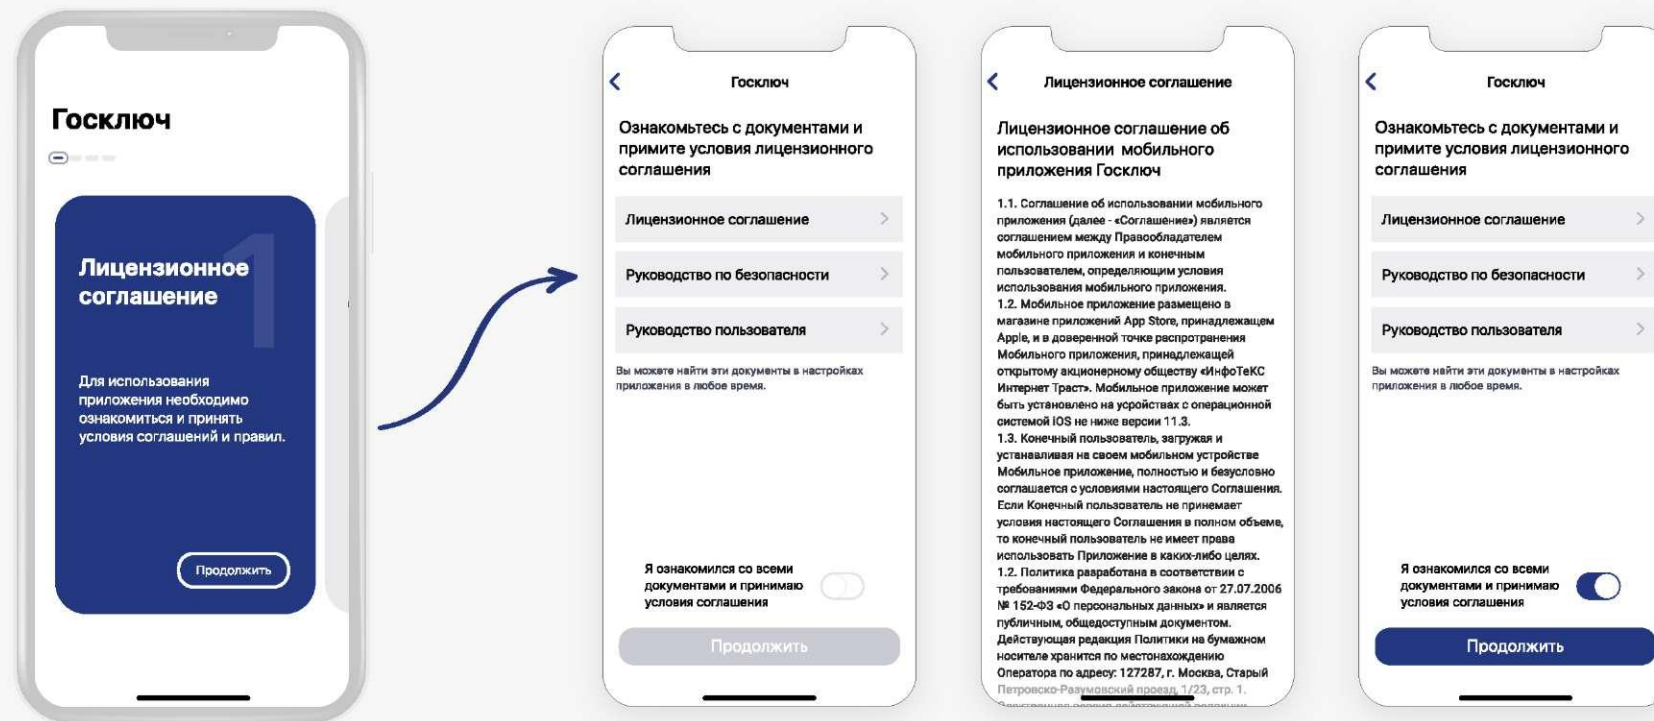 Госключ
1
Лицензионное
соглашение
Для использования
приложения необходимо
ознакомиться и принять
условия соглашений и правил.
Продолжить
Госключ
Ознакомьтесь с документами и
примите условия лицензионного
соглашения
Лицензионное соглашение
Руководство по безопасности
Руководство пользователя
Вы можете найти эти документы в настройках
приложения в любое время.
Я ознакомился со всеми
документами и принимаю
условия соглашения
Продолжить
Лицензионное соглашение
Лицензионное соглашение об
использовании мобильного
приложения Госключ
1.1. Соглашение об использовании мобильного
приложения (далее - «Соглашение») является
соглашением между Правообладателем
мобильного приложения и конечным
пользователем, определяющим условия
использования мобильного приложения.
1.2. Мобильное приложение размещено в
магазине приложений App Store, принадлежащем
Apple, и в доверенной точке распротранения
Мобильного приложения, принадлежащей
открытому акционерному обществу «ИнфоТеКС
Интернет Траст». Мобильное приложение может
быть установлено на усройствах с операционной
системой iOS не ниже версии 11.3.
1.3. Конечный пользователь, загружая и
устанавливая на своем мобильном устройстве
Мобильное приложение, полностью и безусловно
соглашается с условиями настоящего Соглашения.
Если Конечный пользователь не принемает
условия настоящего Соглашения в полном объеме,
то конечный пользователь не имеет права
использовать Приложение в каких-либо целях.
1.2. Политика разработана в соответствии с
требованиями Федерального закона от 27.07.2006
№ 152-ФЗ «О персональных данных» и является
публичным, общедоступным документом.
Действующая редакция Политики на бумажном
носителе хранится по местонахождению
Оператора по адресу: 127287, г. Москва, Старый
Петровско-Разумовский проезд, 1/23, стр. 1.
Госключ
Ознакомьтесь с документами и
примите условия лицензионного
соглашения
Лицензионное соглашение
Руководство по безопасности
Руководство пользователя
Вы можете найти эти документы в настройках
приложения в любое время.
Я ознакомился со всеми
документами и принимаю
условия соглашения
Продолжить